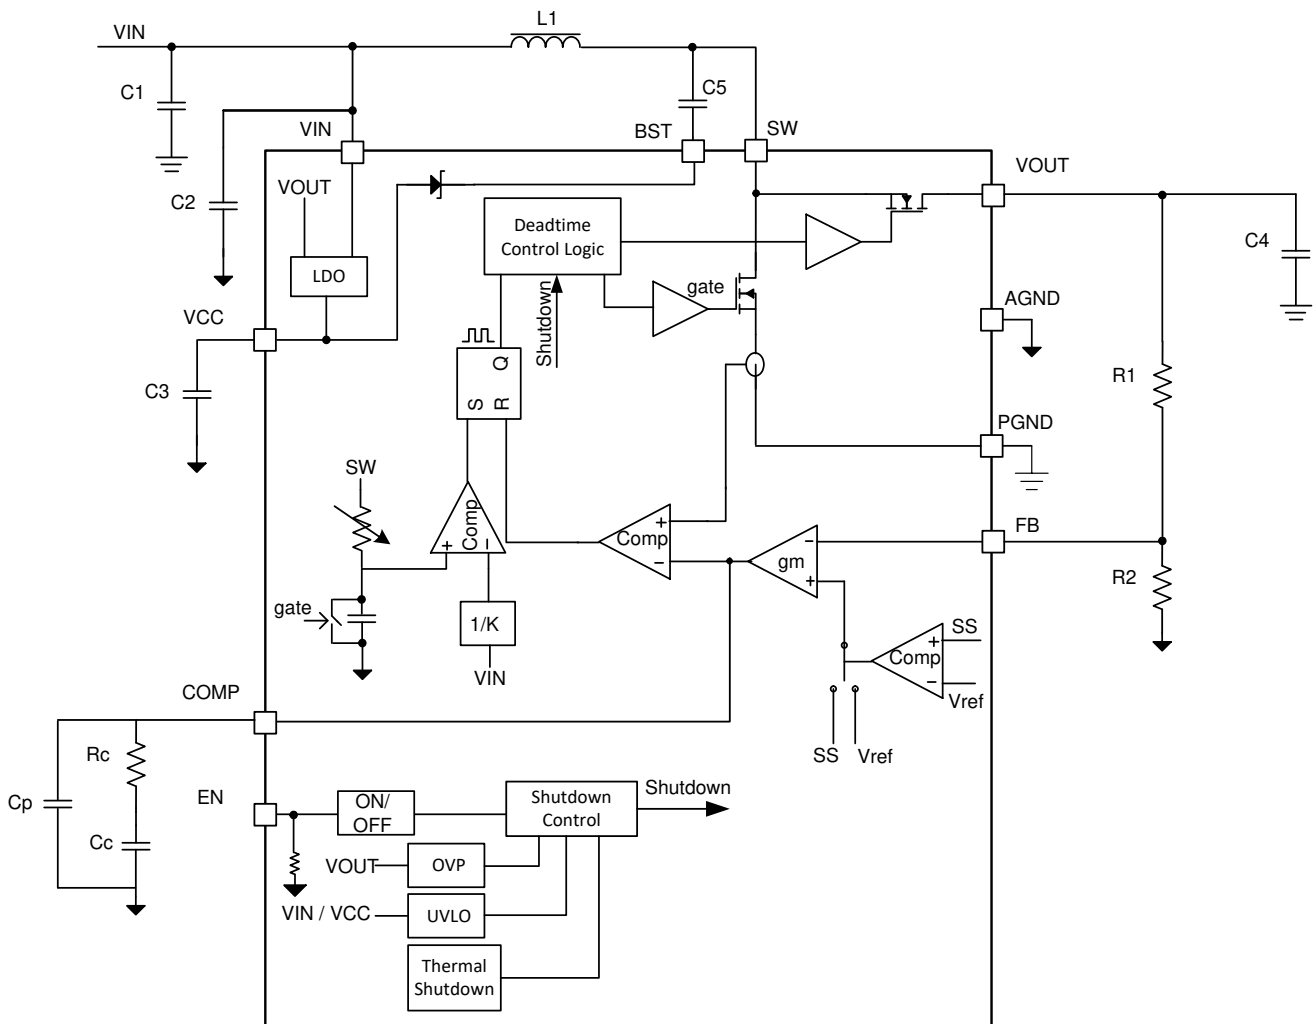 L1
VIN
C1
C5
VIN
BST
SW
VOUT
VOUT
C2
Deadtime
Control Logic
C4
LDO
gate
AGND
VCC
Shutdown
Q
S
R
C3
R1
PGND
SW
Comp
+
−
Comp
+
−
FB
−
gm
+
R2
gate
1/K
VIN
SS
+
Comp
−
Vref
COMP
SS
Vref
Rc
Cp
Cc
EN
ON/
OFF
Shutdown
Control
Shutdown
VOUT
OVP
VIN / VCC
UVLO
Thermal
Shutdown